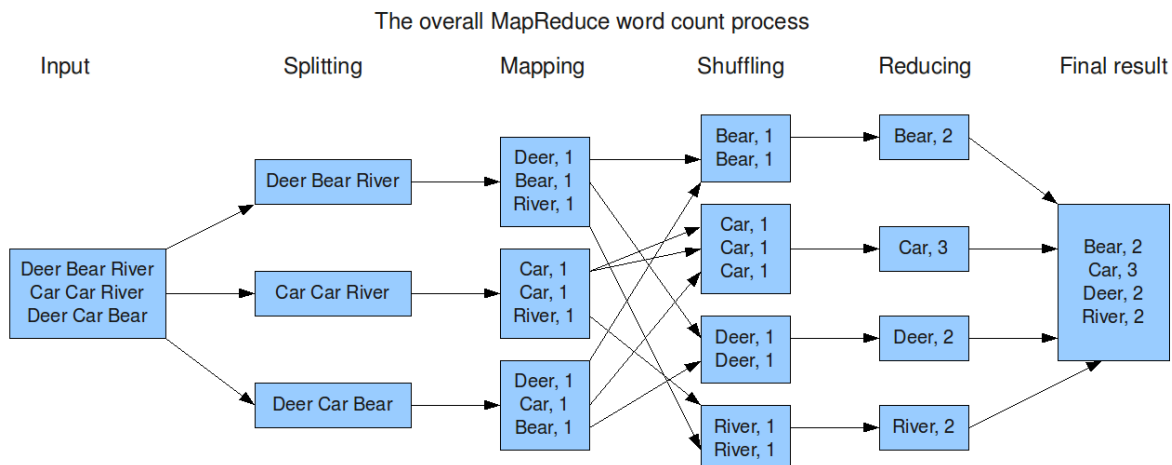 The overall MapReduce word count process
Input
Splitting
Mapping
Shuffling
Reducing
Final result
Deer Bear River
Car Car River
Deer Car Bear
Deer Bear River
Car Car River
Deer Car Bear
Deer, 1
Bear, 1
River, 1
Car, 1
Car, 1
River, 1
Deer, 1
Car, 1
Bear, 1
Bear, 1
Bear, 1
Car, 1
Car, 1
Car, 1
Deer, 1
Deer, 1
River, 1
River, 1
Bear, 2
Car, 3
Deer, 2
River, 2
Bear, 2
Car, 3
Deer, 2
River, 2